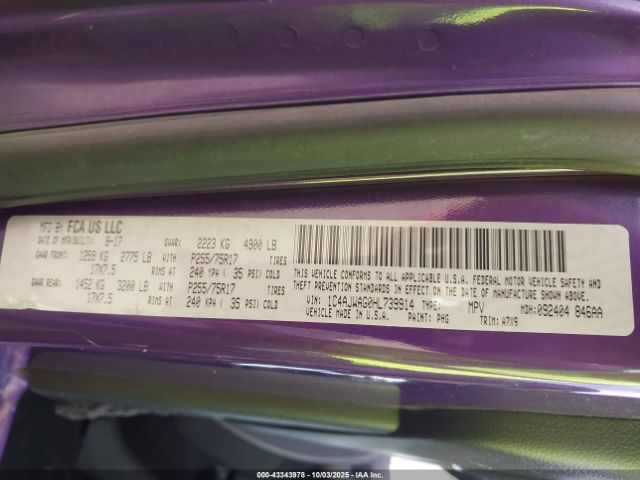 MFD BY FCA US LLC
DATE OF MFR/BUILT: 9-17 GVWR: 2223 KG 4900 LB
GAWR FRONT: 1259 KG 2775 LB WITH P255/75R17 TIRES
17X7.5 RIMS AT 240 KPA ( 35 PSI) COLD
GAWR REAR: 1452 KG 3200 LB WITH P255/75R17 TIRES
17X7.5 RIMS AT 240 KPA ( 35 PSI) COLD
THIS VEHICLE CONFORMS TO ALL APPLICABLE U.S.A. FEDERAL MOTOR VEHICLE SAFETY AND
THEFT PREVENTION STANDARDS IN EFFECT ON THE DATE OF MANUFACTURE SHOWN ABOVE.
VIN: 1C4AJWAG0HL739914 TYPE: MPV MDH: 092404 846AA
VEHICLE MADE IN U.S.A. PAINT: PHG TRIM: A7X9
000-43343978 - 10/03/2025 - IAAI.COM